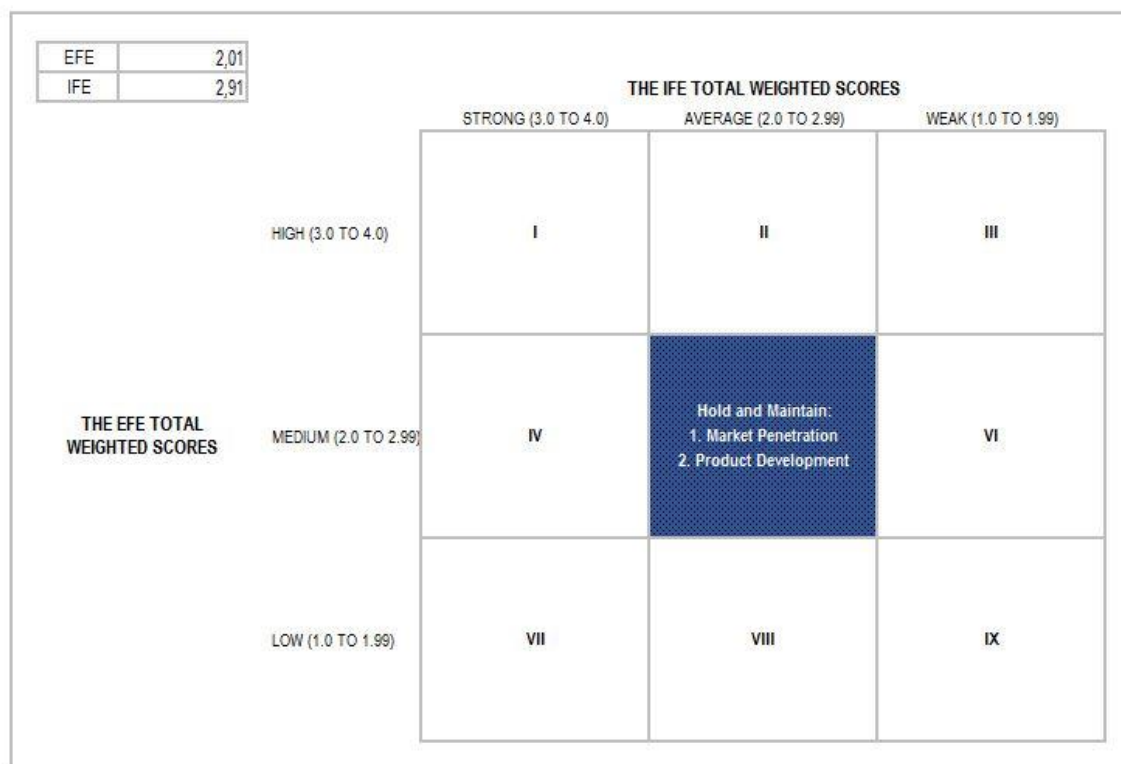 EFE 2,01
IFE 2,91
THE IFE TOTAL WEIGHTED SCORES
STRONG (3.0 TO 4.0) AVERAGE (2.0 TO 2.99) WEAK (1.0 TO 1.99)
HIGH (3.0 TO 4.0) I II III
THE EFE TOTAL
WEIGHTED SCORES
MEDIUM (2.0 TO 2.99) IV
Hold and Maintain:
1. Market Penetration
2. Product Development
VI
LOW (1.0 TO 1.99) VII VIII IX